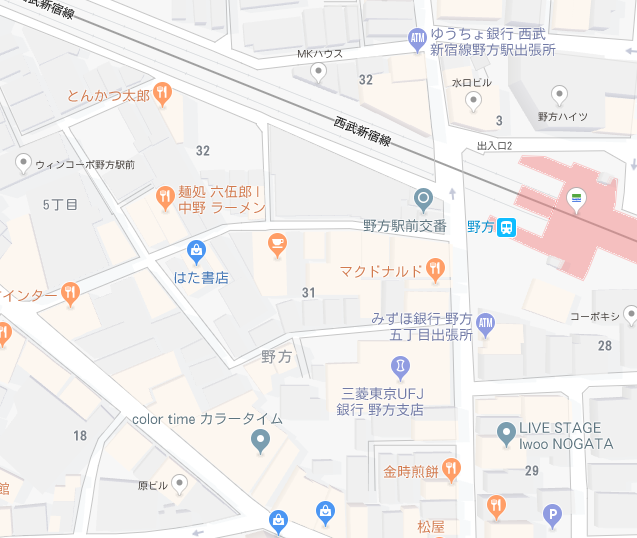 西武新宿線
ゆうちょ銀行 西武
新宿線野方駅出張所
ATM
MKハウス
32
水口ビル
とんかつ太郎
3
野方ハイツ
西武新宿線
出入口2
32
ウィンコーポ野方駅前
5丁目
麺処 六伍郎 |
中野 ラーメン
野方駅前交番
野方
はた書店
マクドナルド
インター
31
みずほ銀行 野方
五丁目出張所
ATM
コーポキシ
28
野方
三菱東京UFJ
銀行 野方支店
color time カラータイム
18
LIVE STAGE
Iwoo NOGATA
金時煎餅
29
原ビル
館
P
松屋